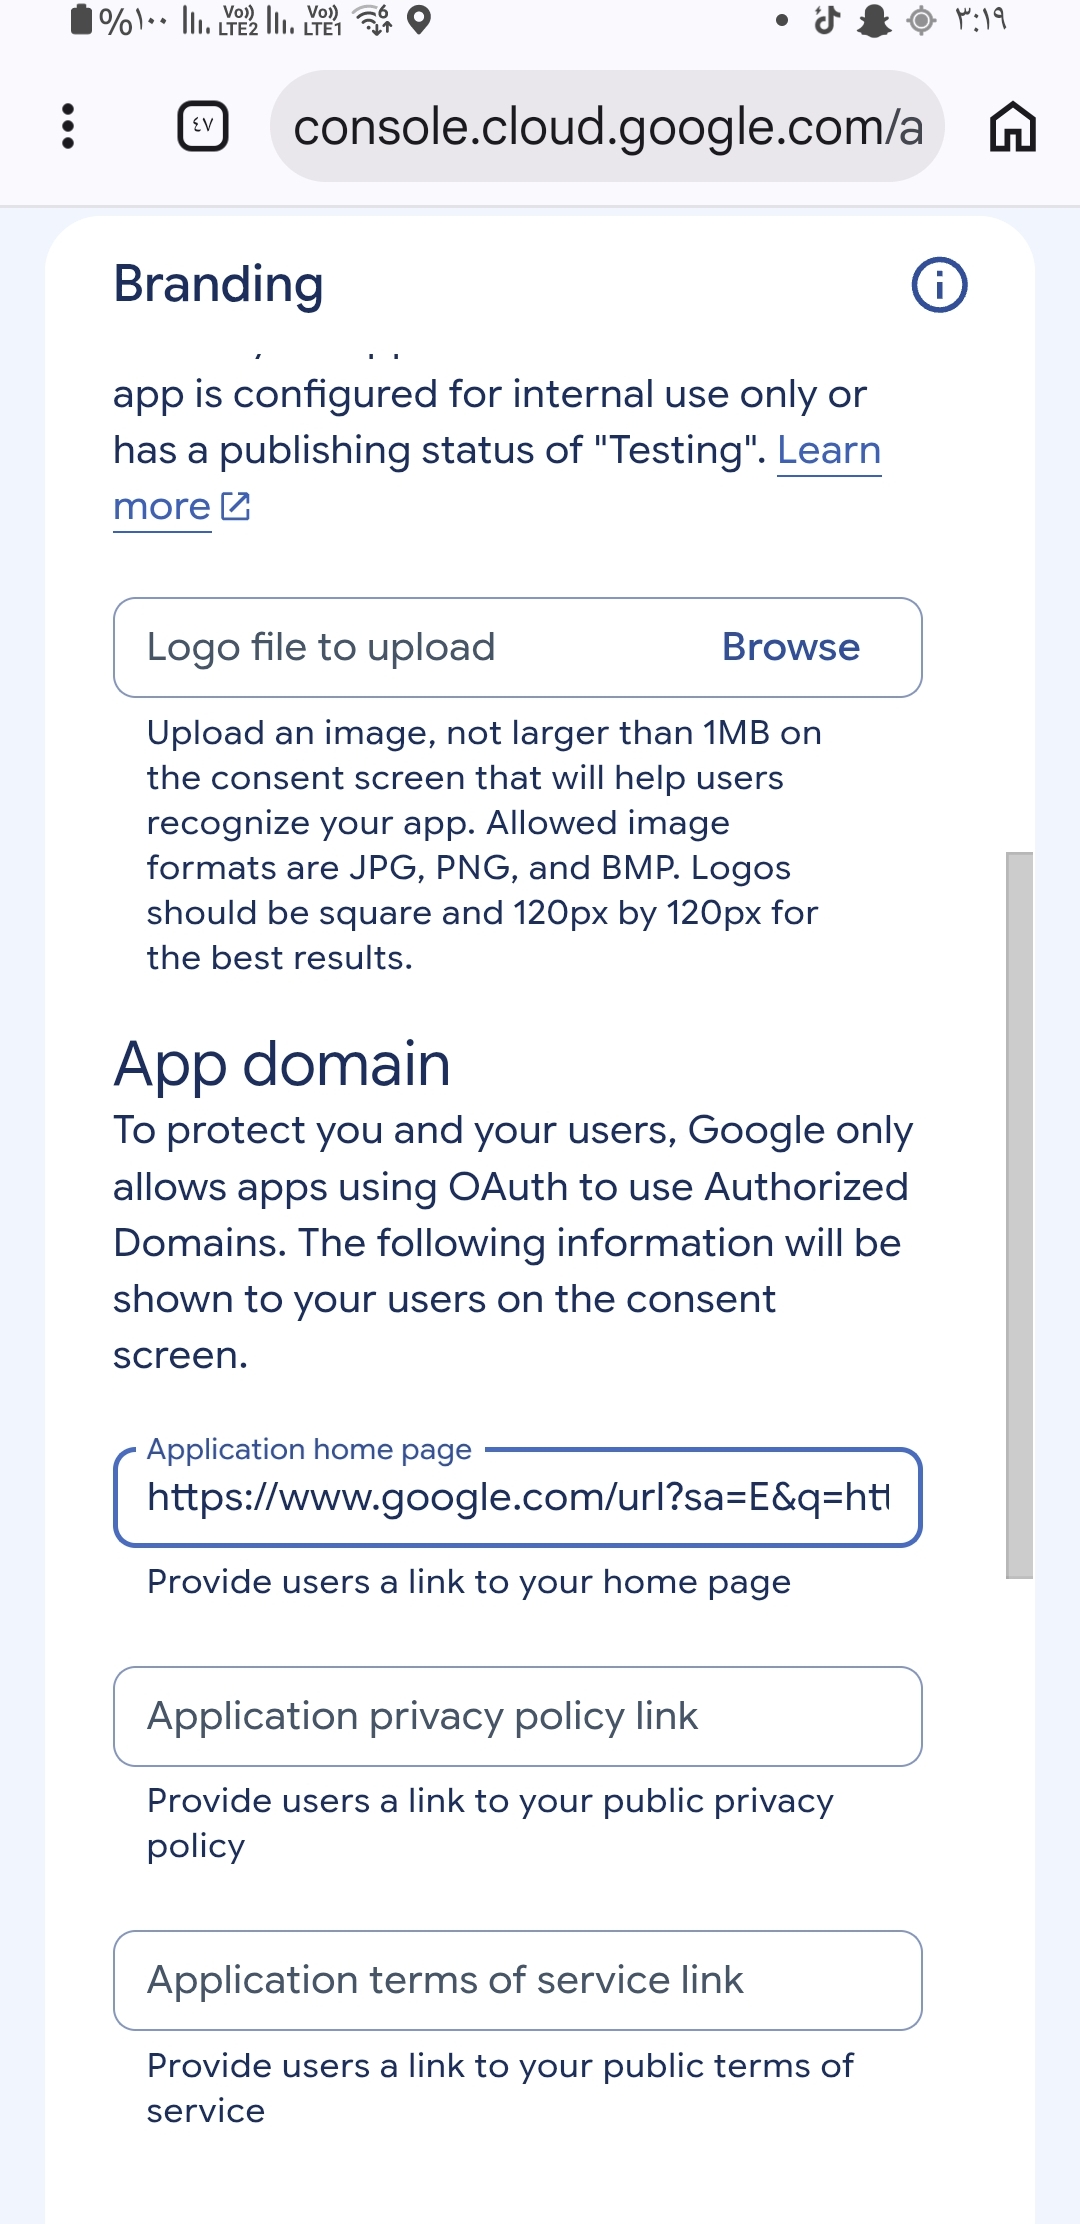 %١٠٠ Vo)) LTE2 Vo)) LTE1 6 ٣:١٩
٤٧ console.cloud.google.com/a
Branding
app is configured for internal use only or
has a publishing status of "Testing". Learn
more
Logo file to upload Browse
Upload an image, not larger than 1MB on
the consent screen that will help users
recognize your app. Allowed image
formats are JPG, PNG, and BMP. Logos
should be square and 120px by 120px for
the best results.
App domain
To protect you and your users, Google only
allows apps using OAuth to use Authorized
Domains. The following information will be
shown to your users on the consent
screen.
Application home page
https://www.google.com/url?sa=E&q=htt
Provide users a link to your home page
Application privacy policy link
Provide users a link to your public privacy
policy
Application terms of service link
Provide users a link to your public terms of
service